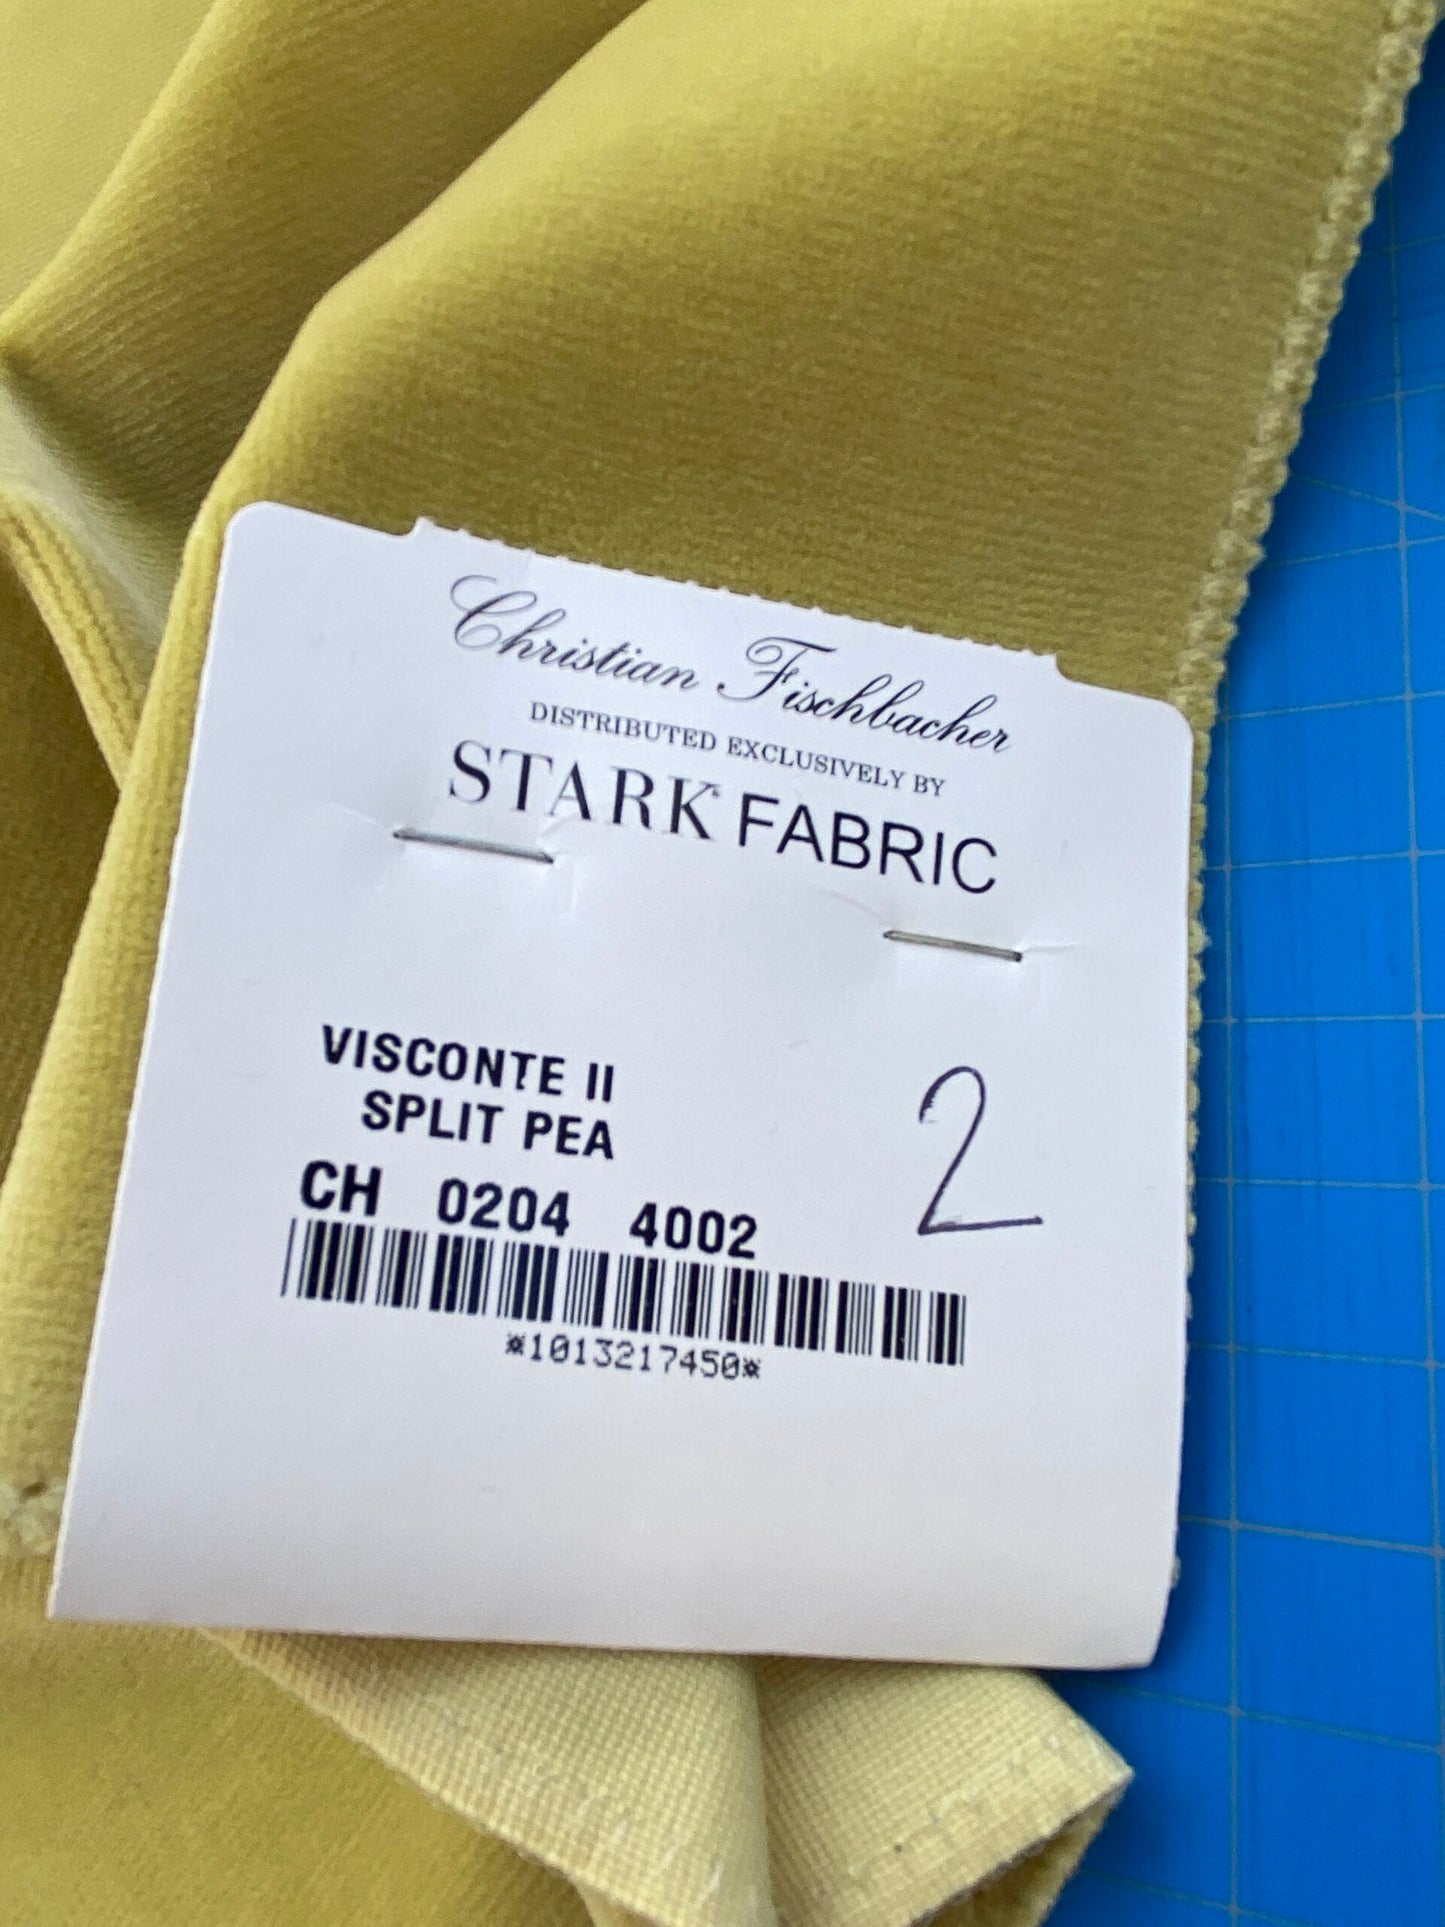 Christian Fischbacher
DISTRIBUTED EXCLUSIVELY BY
STARK FABRIC
VISCONTE II
SPLIT PEA
2
CH 0204 4002
*1013217450*